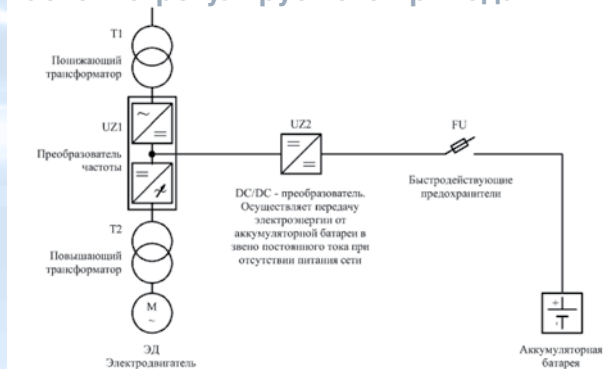 T1
Понижающий
трансформатор
UZ1
Преобразователь
частоты
T2
Повышающий
трансформатор
М
~
ЭД
Электродвигатель
UZ2
DC/DC - преобразователь.
Осуществляет передачу
электроэнергии от
аккумуляторной батареи в
звено постоянного тока при
отсутствии питания сети
FU
Быстродействующие
предохранители
+
-
Аккумуляторная
батарея